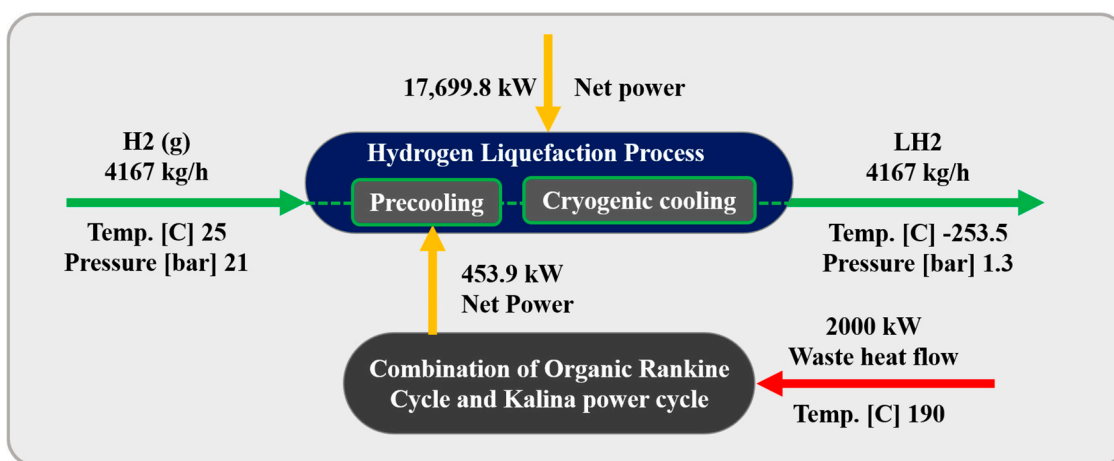 17,699.8 kW Net power
H2 (g)
4167 kg/h
Hydrogen Liquefaction Process
LH2
4167 kg/h
Precooling
Cryogenic cooling
Temp. [C] 25
Pressure [bar] 21
Temp. [C] -253.5
Pressure [bar] 1.3
453.9 kW
Net Power
2000 kW
Waste heat flow
Combination of Organic Rankine
Cycle and Kalina power cycle
Temp. [C] 190